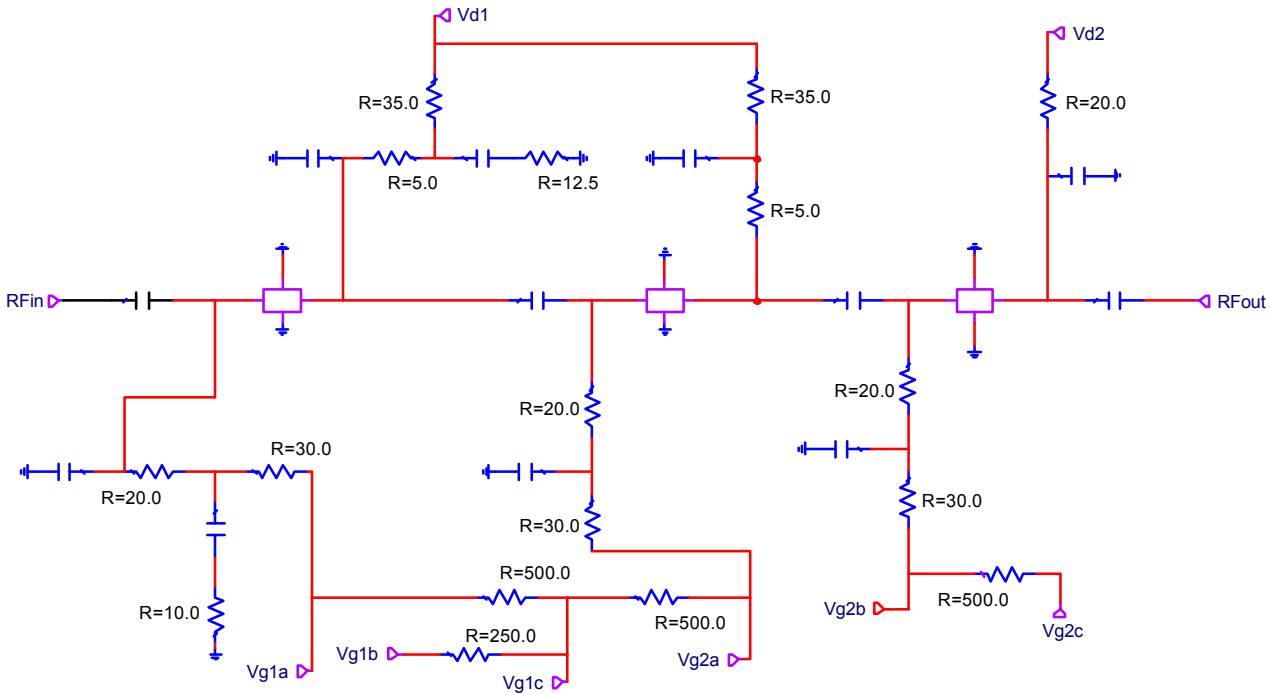 Vd1
Vd2
R=35.0
R=35.0
R=20.0
R=5.0
R=12.5
R=5.0
RFin
RFout
R=20.0
R=20.0
R=30.0
R=20.0
R=30.0
R=30.0
R=500.0
R=500.0
R=10.0
R=500.0
Vg2b
R=250.0
Vg2c
Vg1b
Vg2a
Vg1a
Vg1c